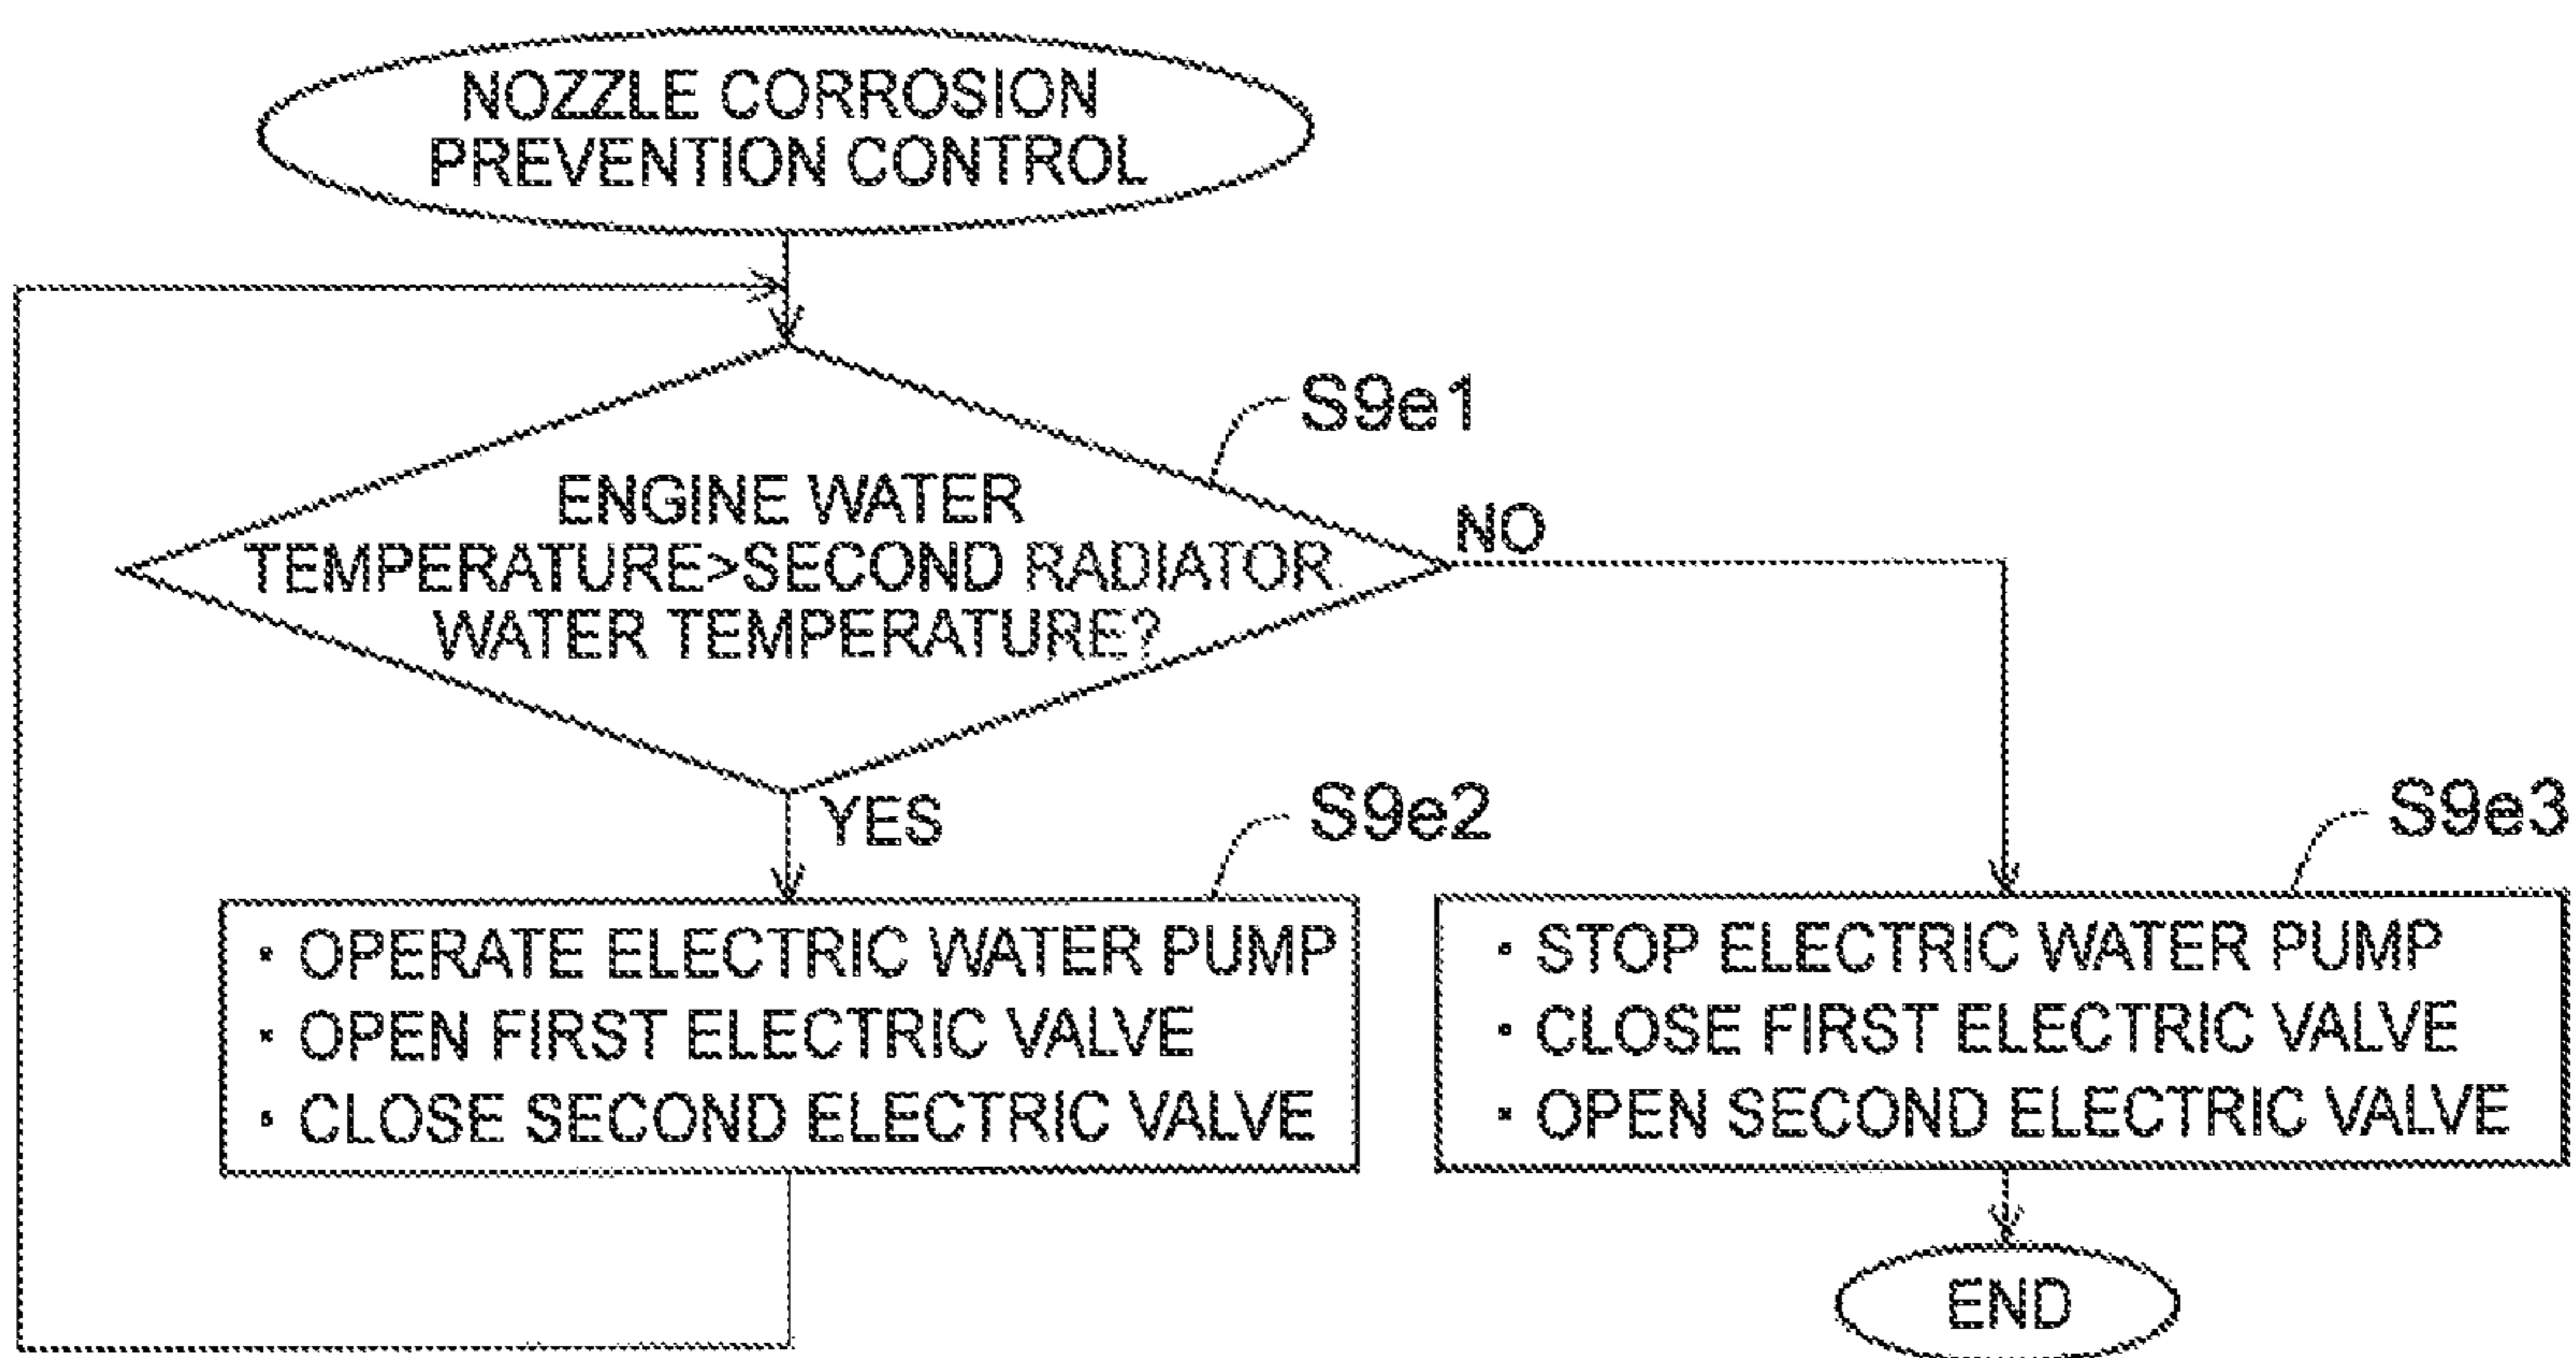 NOZZLE CORROSION
PREVENTION CONTROL
S9e1
ENGINE WATER
TEMPERATURE>SECOND RADIATOR
WATER TEMPERATURE?
NO
YES
S9e2
S9e3
· OPERATE ELECTRIC WATER PUMP
· OPEN FIRST ELECTRIC VALVE
· CLOSE SECOND ELECTRIC VALVE
· STOP ELECTRIC WATER PUMP
· CLOSE FIRST ELECTRIC VALVE
· OPEN SECOND ELECTRIC VALVE
END